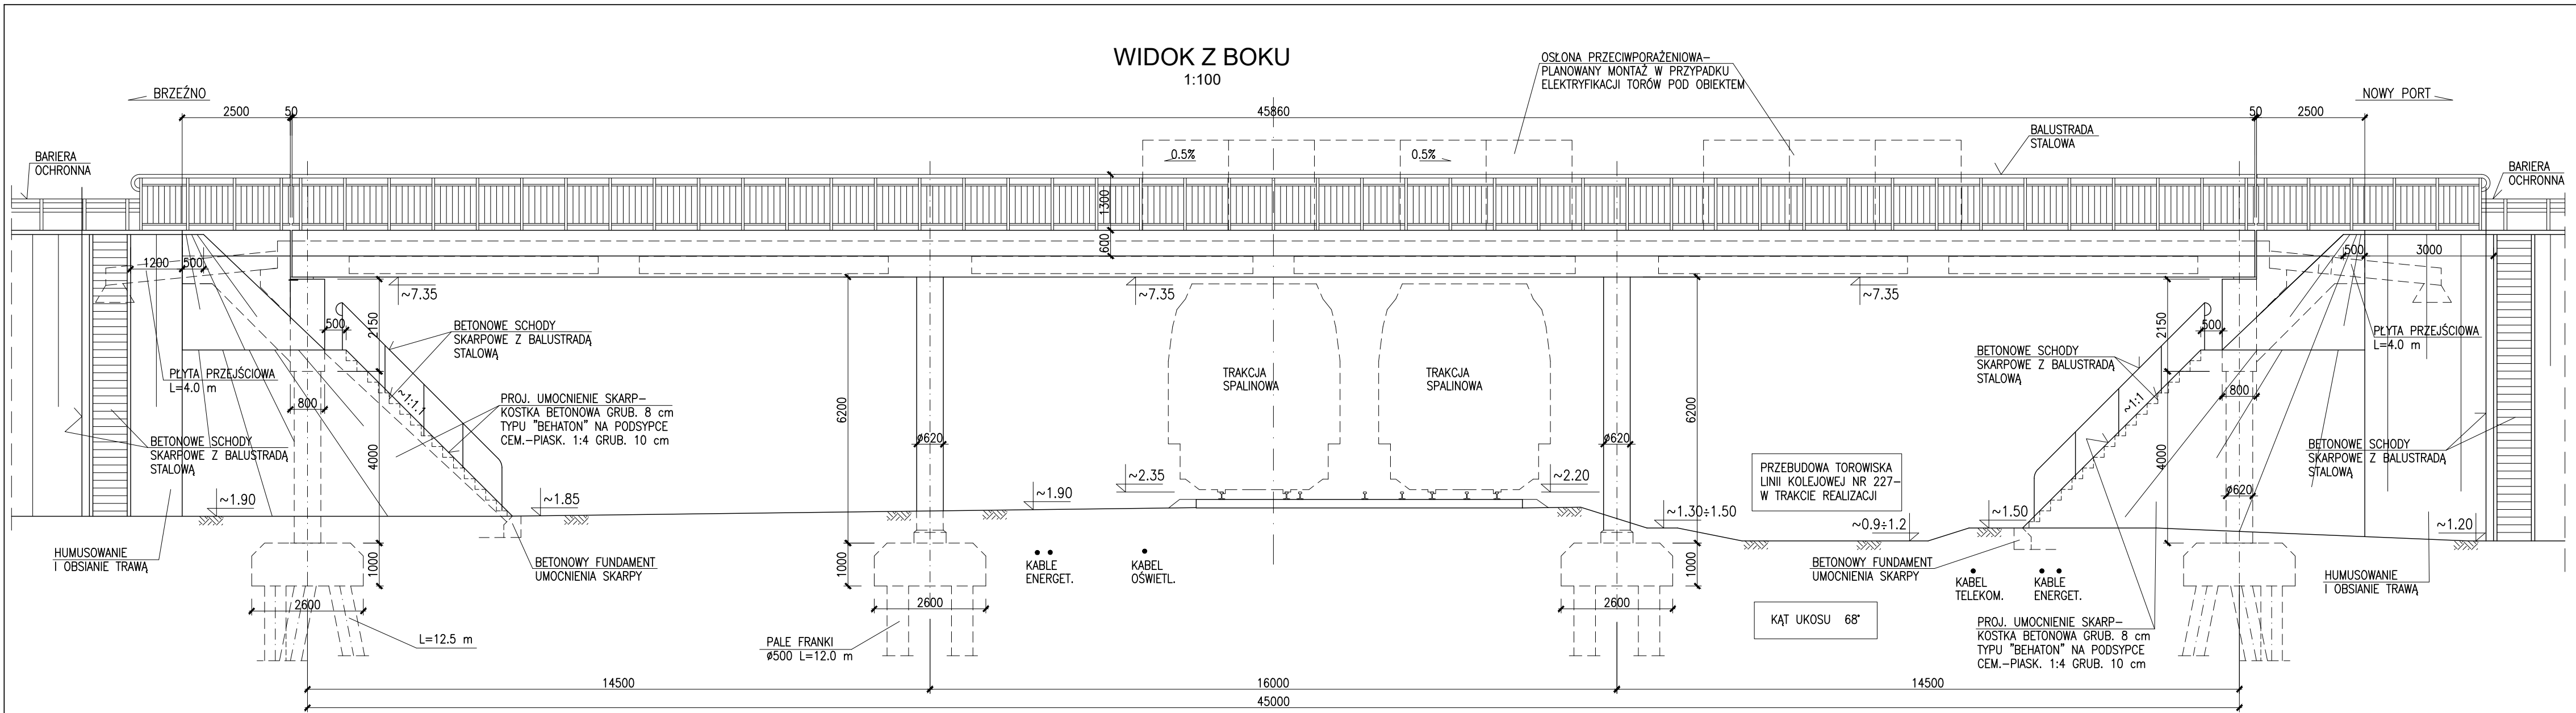 WIDOK Z BOKU
1:100
BRZEŹNO
NOWY PORT
2500
50
45860
50
2500
OSŁONA PRZECIWPORAŻENIOWA–
PLANOWANY MONTAŻ W PRZYPADKU
ELEKTRYFIKACJI TORÓW POD OBIEKTEM
BALUSTRADA
STALOWA
BARIERA
OCHRONNA
BARIERA
OCHRONNA
0.5%
0.5%
1300
600
1200
500
500
3000
~7.35
~7.35
~7.35
500
2150
BETONOWE SCHODY
SKARPOWE Z BALUSTRADĄ
STALOWĄ
PŁYTA PRZEJŚCIOWA
L=4.0 m
800
~1:1.1
PROJ. UMOCNIENIE SKARP–
KOSTKA BETONOWA GRUB. 8 cm
TYPU "BEHATON" NA PODSYPCE
CEM.–PIASK. 1:4 GRUB. 10 cm
BETONOWE SCHODY
SKARPOWE Z BALUSTRADĄ
STALOWĄ
4000
6200
ø620
TRAKCJA
SPALINOWA
TRAKCJA
SPALINOWA
ø620
6200
500
2150
PŁYTA PRZEJŚCIOWA
L=4.0 m
BETONOWE SCHODY
SKARPOWE Z BALUSTRADĄ
STALOWĄ
~1:1
800
4000
ø620
BETONOWE SCHODY
SKARPOWE Z BALUSTRADĄ
STALOWĄ
PRZEBUDOWA TOROWISKA
LINII KOLEJOWEJ NR 227–
W TRAKCIE REALIZACJI
~1.90
~1.85
~1.90
~2.35
~2.20
~1.30÷1.50
~0.9÷1.2
~1.50
~1.20
HUMUSOWANIE
I OBSIANIE TRAWĄ
1000
BETONOWY FUNDAMENT
UMOCNIENIA SKARPY
1000
KABLE
ENERGET.
KABEL
OŚWIETL.
1000
BETONOWY FUNDAMENT
UMOCNIENIA SKARPY
KABEL
TELEKOM.
KABLE
ENERGET.
HUMUSOWANIE
I OBSIANIE TRAWĄ
2600
2600
2600
L=12.5 m
PALE FRANKI
ø500 L=12.0 m
KĄT UKOSU 68°
PROJ. UMOCNIENIE SKARP–
KOSTKA BETONOWA GRUB. 8 cm
TYPU "BEHATON" NA PODSYPCE
CEM.–PIASK. 1:4 GRUB. 10 cm
14500
16000
14500
45000